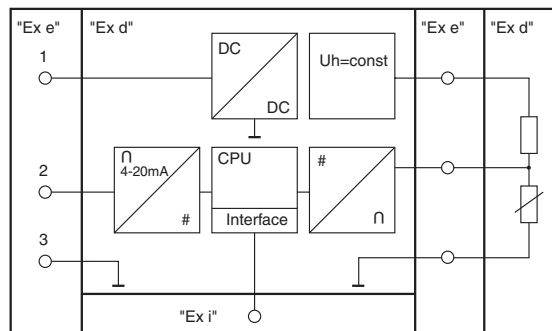 "Ex e" "Ex d" "Ex e" "Ex d"
1
DC
DC
Uh=const
2
∩
4-20mA
#
CPU
Interface
#
∩
3
"Ex i"